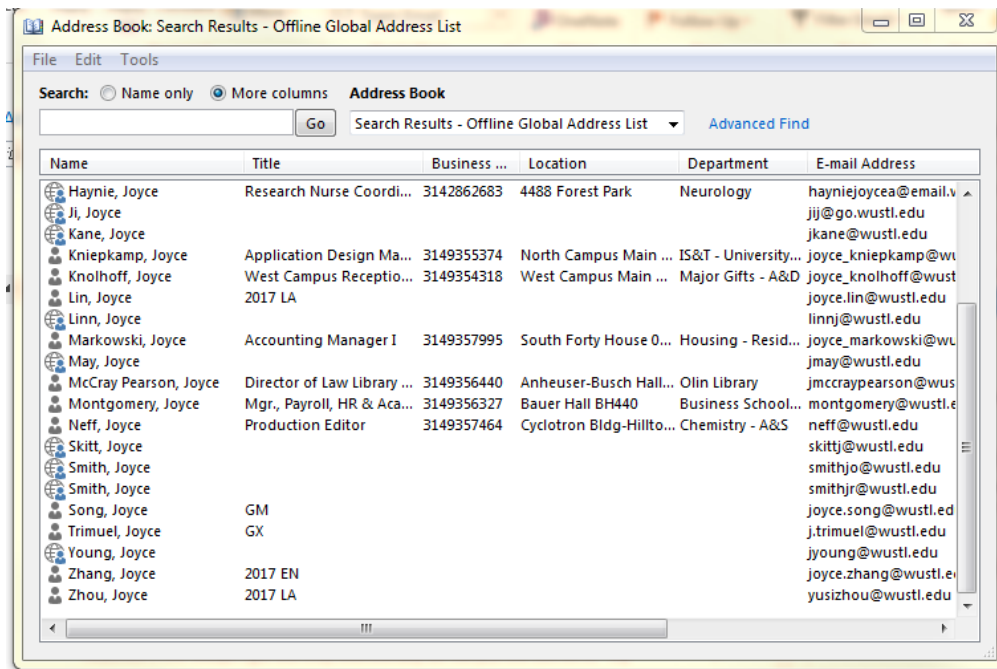 Address Book: Search Results - Offline Global Address List
File Edit Tools
Search: Name only More columns Address Book
Go Search Results - Offline Global Address List Advanced Find
Name Title Business ... Location Department E-mail Address
Haynie, Joyce Research Nurse Coordi... 3142862683 4488 Forest Park Neurology hayniejoycea@email.
Ji, Joyce jij@go.wustl.edu
Kane, Joyce jkane@wustl.edu
Kniepkamp, Joyce Application Design Ma... 3149355374 North Campus Main ... IS&T - University... joyce_kniepkamp@wu
Knolhoff, Joyce West Campus Receptio... 3149354318 West Campus Main ... Major Gifts - A&D joyce_knolhoff@wust
Lin, Joyce 2017 LA joyce.lin@wustl.edu
Linn, Joyce linnj@wustl.edu
Markowski, Joyce Accounting Manager I 3149357995 South Forty House 0... Housing - Resid... joyce_markowski@wu
May, Joyce jmay@wustl.edu
McCray Pearson, Joyce Director of Law Library ... 3149356440 Anheuser-Busch Hall... Olin Library jmccraypearson@wus
Montgomery, Joyce Mgr., Payroll, HR & Aca... 3149356327 Bauer Hall BH440 Business School... montgomery@wustl.e
Neff, Joyce Production Editor 3149357464 Cyclotron Bldg-Hillto... Chemistry - A&S neff@wustl.edu
Skitt, Joyce skittj@wustl.edu
Smith, Joyce smithjo@wustl.edu
Smith, Joyce smithjr@wustl.edu
Song, Joyce GM joyce.song@wustl.ed
Trimuel, Joyce GX j.trimuel@wustl.edu
Young, Joyce jyoung@wustl.edu
Zhang, Joyce 2017 EN joyce.zhang@wustl.e
Zhou, Joyce 2017 LA yusizhou@wustl.edu